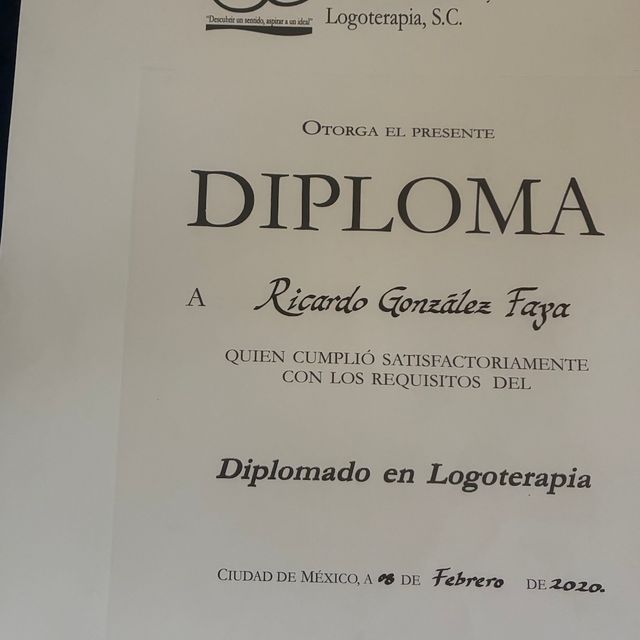 "Descubrir un sentido, aspirar a un ideal"
Logoterapia, S.C.
OTORGA EL PRESENTE
DIPLOMA
A Ricardo González Faya
QUIEN CUMPLIÓ SATISFACTORIAMENTE
CON LOS REQUISITOS DEL
Diplomado en Logoterapia
CIUDAD DE MÉXICO, A 08 DE Febrero DE 2020.